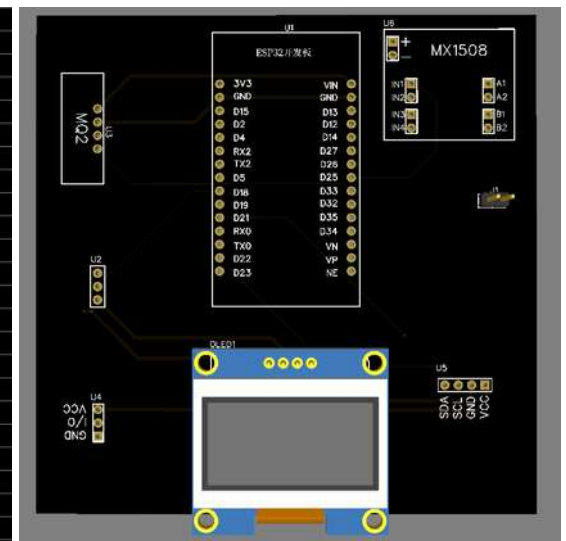 U1
ESP32开发板
3V3
GND
D15
D2
D4
RX2
TX2
D5
D18
D19
D21
RX0
TX0
D22
D23
VIN
GND
D13
D12
D14
D27
D26
D25
D33
D32
D35
D34
VN
VP
NE
U6
+
−
MX1508
IN1
IN2
IN3
IN4
A1
A2
B1
B2
MQ2
U3
J1
U2
OLED1
U4
VCC
I/O
GND
U5
SDA
SCL
GND
VCC